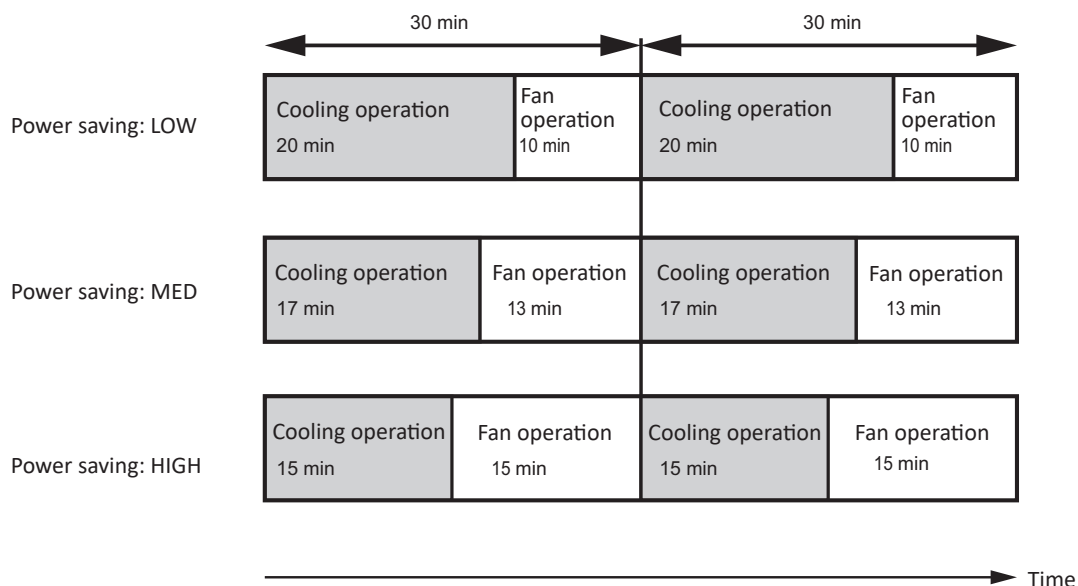 30 min
30 min
Power saving: LOW
Cooling operation
20 min
Fan
operation
10 min
Cooling operation
20 min
Fan
operation
10 min
Power saving: MED
Cooling operation
17 min
Fan operation
13 min
Cooling operation
17 min
Fan operation
13 min
Power saving: HIGH
Cooling operation
15 min
Fan operation
15 min
Cooling operation
15 min
Fan operation
15 min
Time